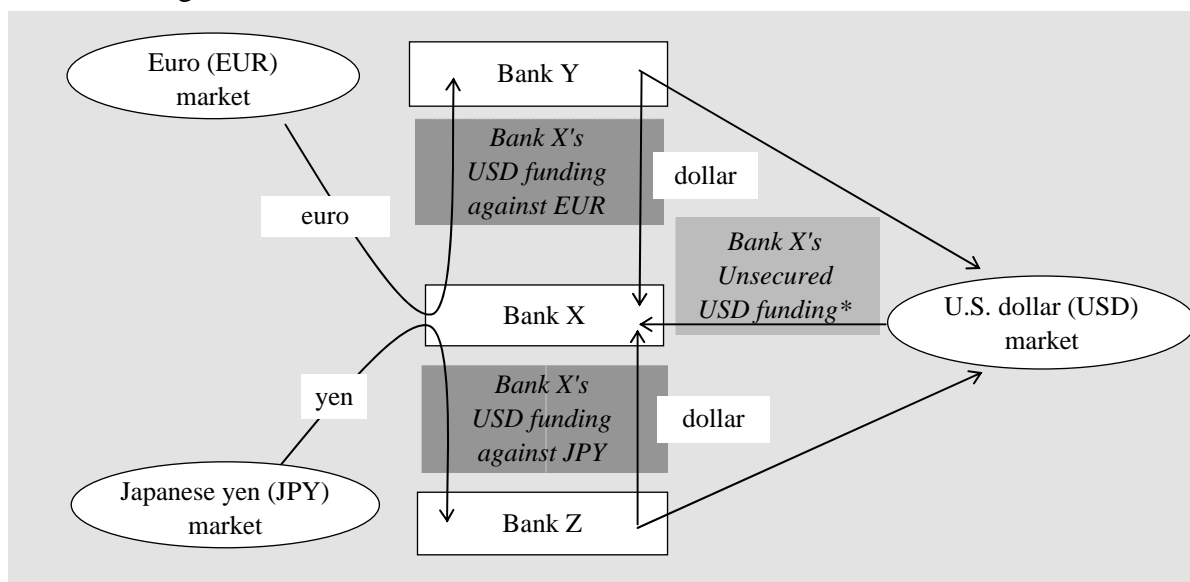 Euro (EUR)
market
Bank Y
Bank X's
USD funding
against EUR
dollar
euro
Bank X's
Unsecured
USD funding*
Bank X
U.S. dollar (USD)
market
yen
Bank X's
USD funding
against JPY
dollar
Japanese yen (JPY)
market
Bank Z